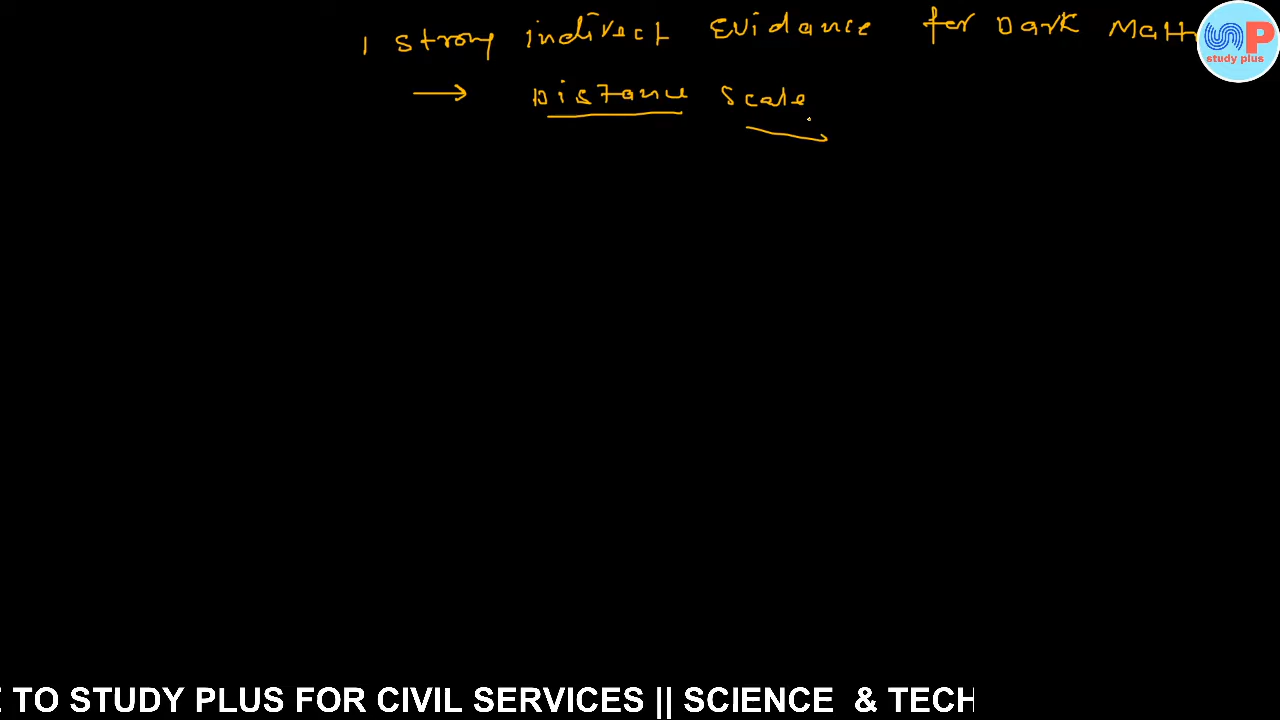 1 strong indirect Evidance for Dark Matt
→ Distance Scale
SP
study plus
E TO STUDY PLUS FOR CIVIL SERVICES || SCIENCE & TECH